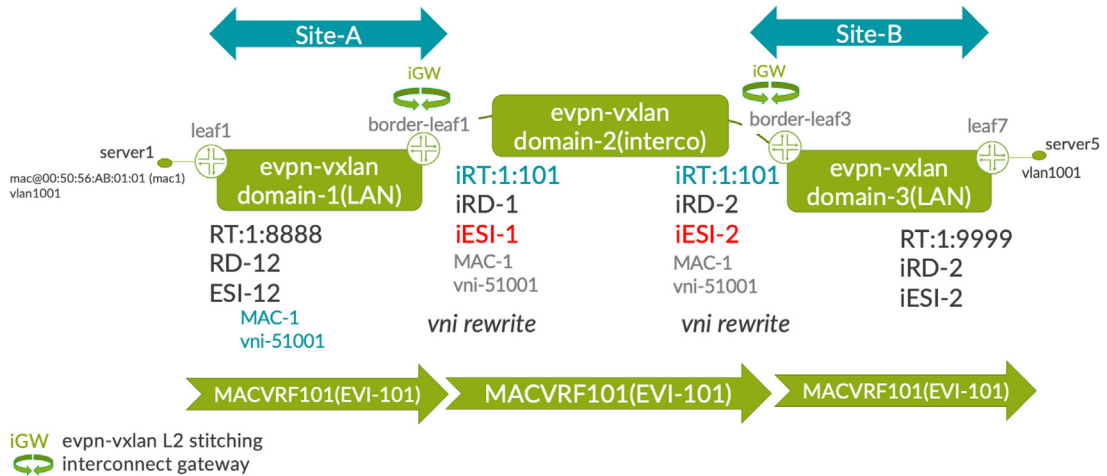 Site-A
Site-B
iGW
iGW
evpn-vxlan
domain-2(interco)
leaf1
border-leaf1
border-leaf3
leaf7
server1
mac@00:50:56:AB:01:01 (mac1)
vlan1001
evpn-vxlan
domain-1(LAN)
evpn-vxlan
domain-3(LAN)
server5
vlan1001
RT:1:8888
RD-12
ESI-12
MAC-1
vni-51001
iRT:1:101
iRD-1
iESI-1
MAC-1
vni-51001
vni rewrite
iRT:1:101
iRD-2
iESI-2
MAC-1
vni-51001
vni rewrite
RT:1:9999
iRD-2
iESI-2
MACVRF101(EVI-101)
MACVRF101(EVI-101)
MACVRF101(EVI-101)
iGW evpn-vxlan L2 stitching
interconnect gateway